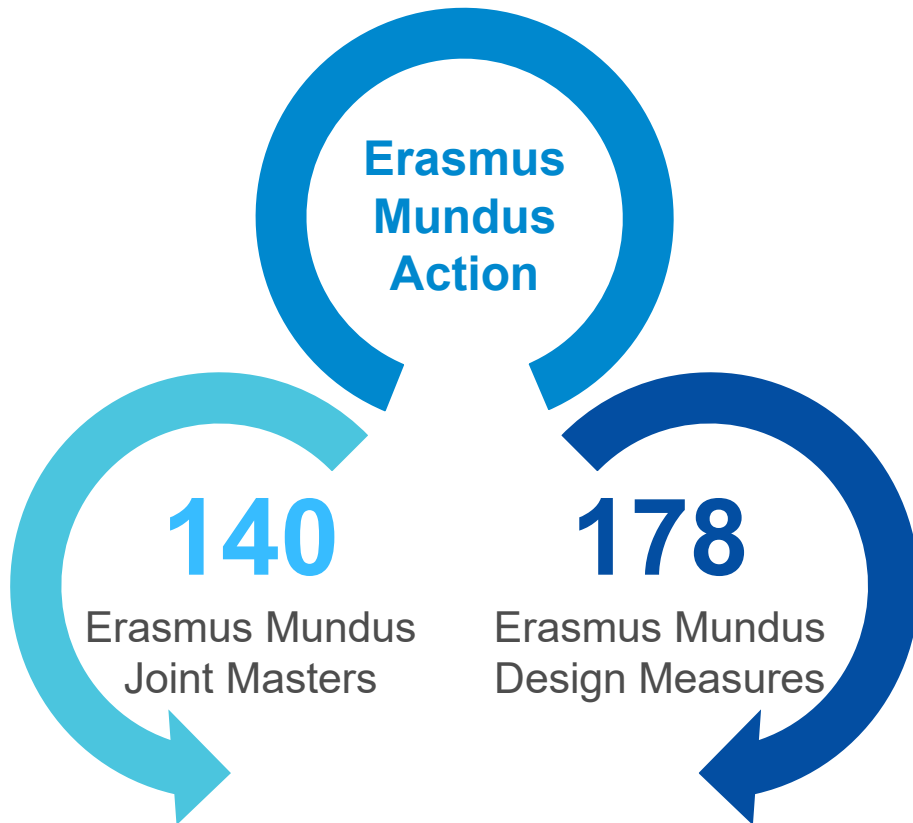 Erasmus
Mundus
Action
140
Erasmus Mundus
Joint Masters
178
Erasmus Mundus
Design Measures